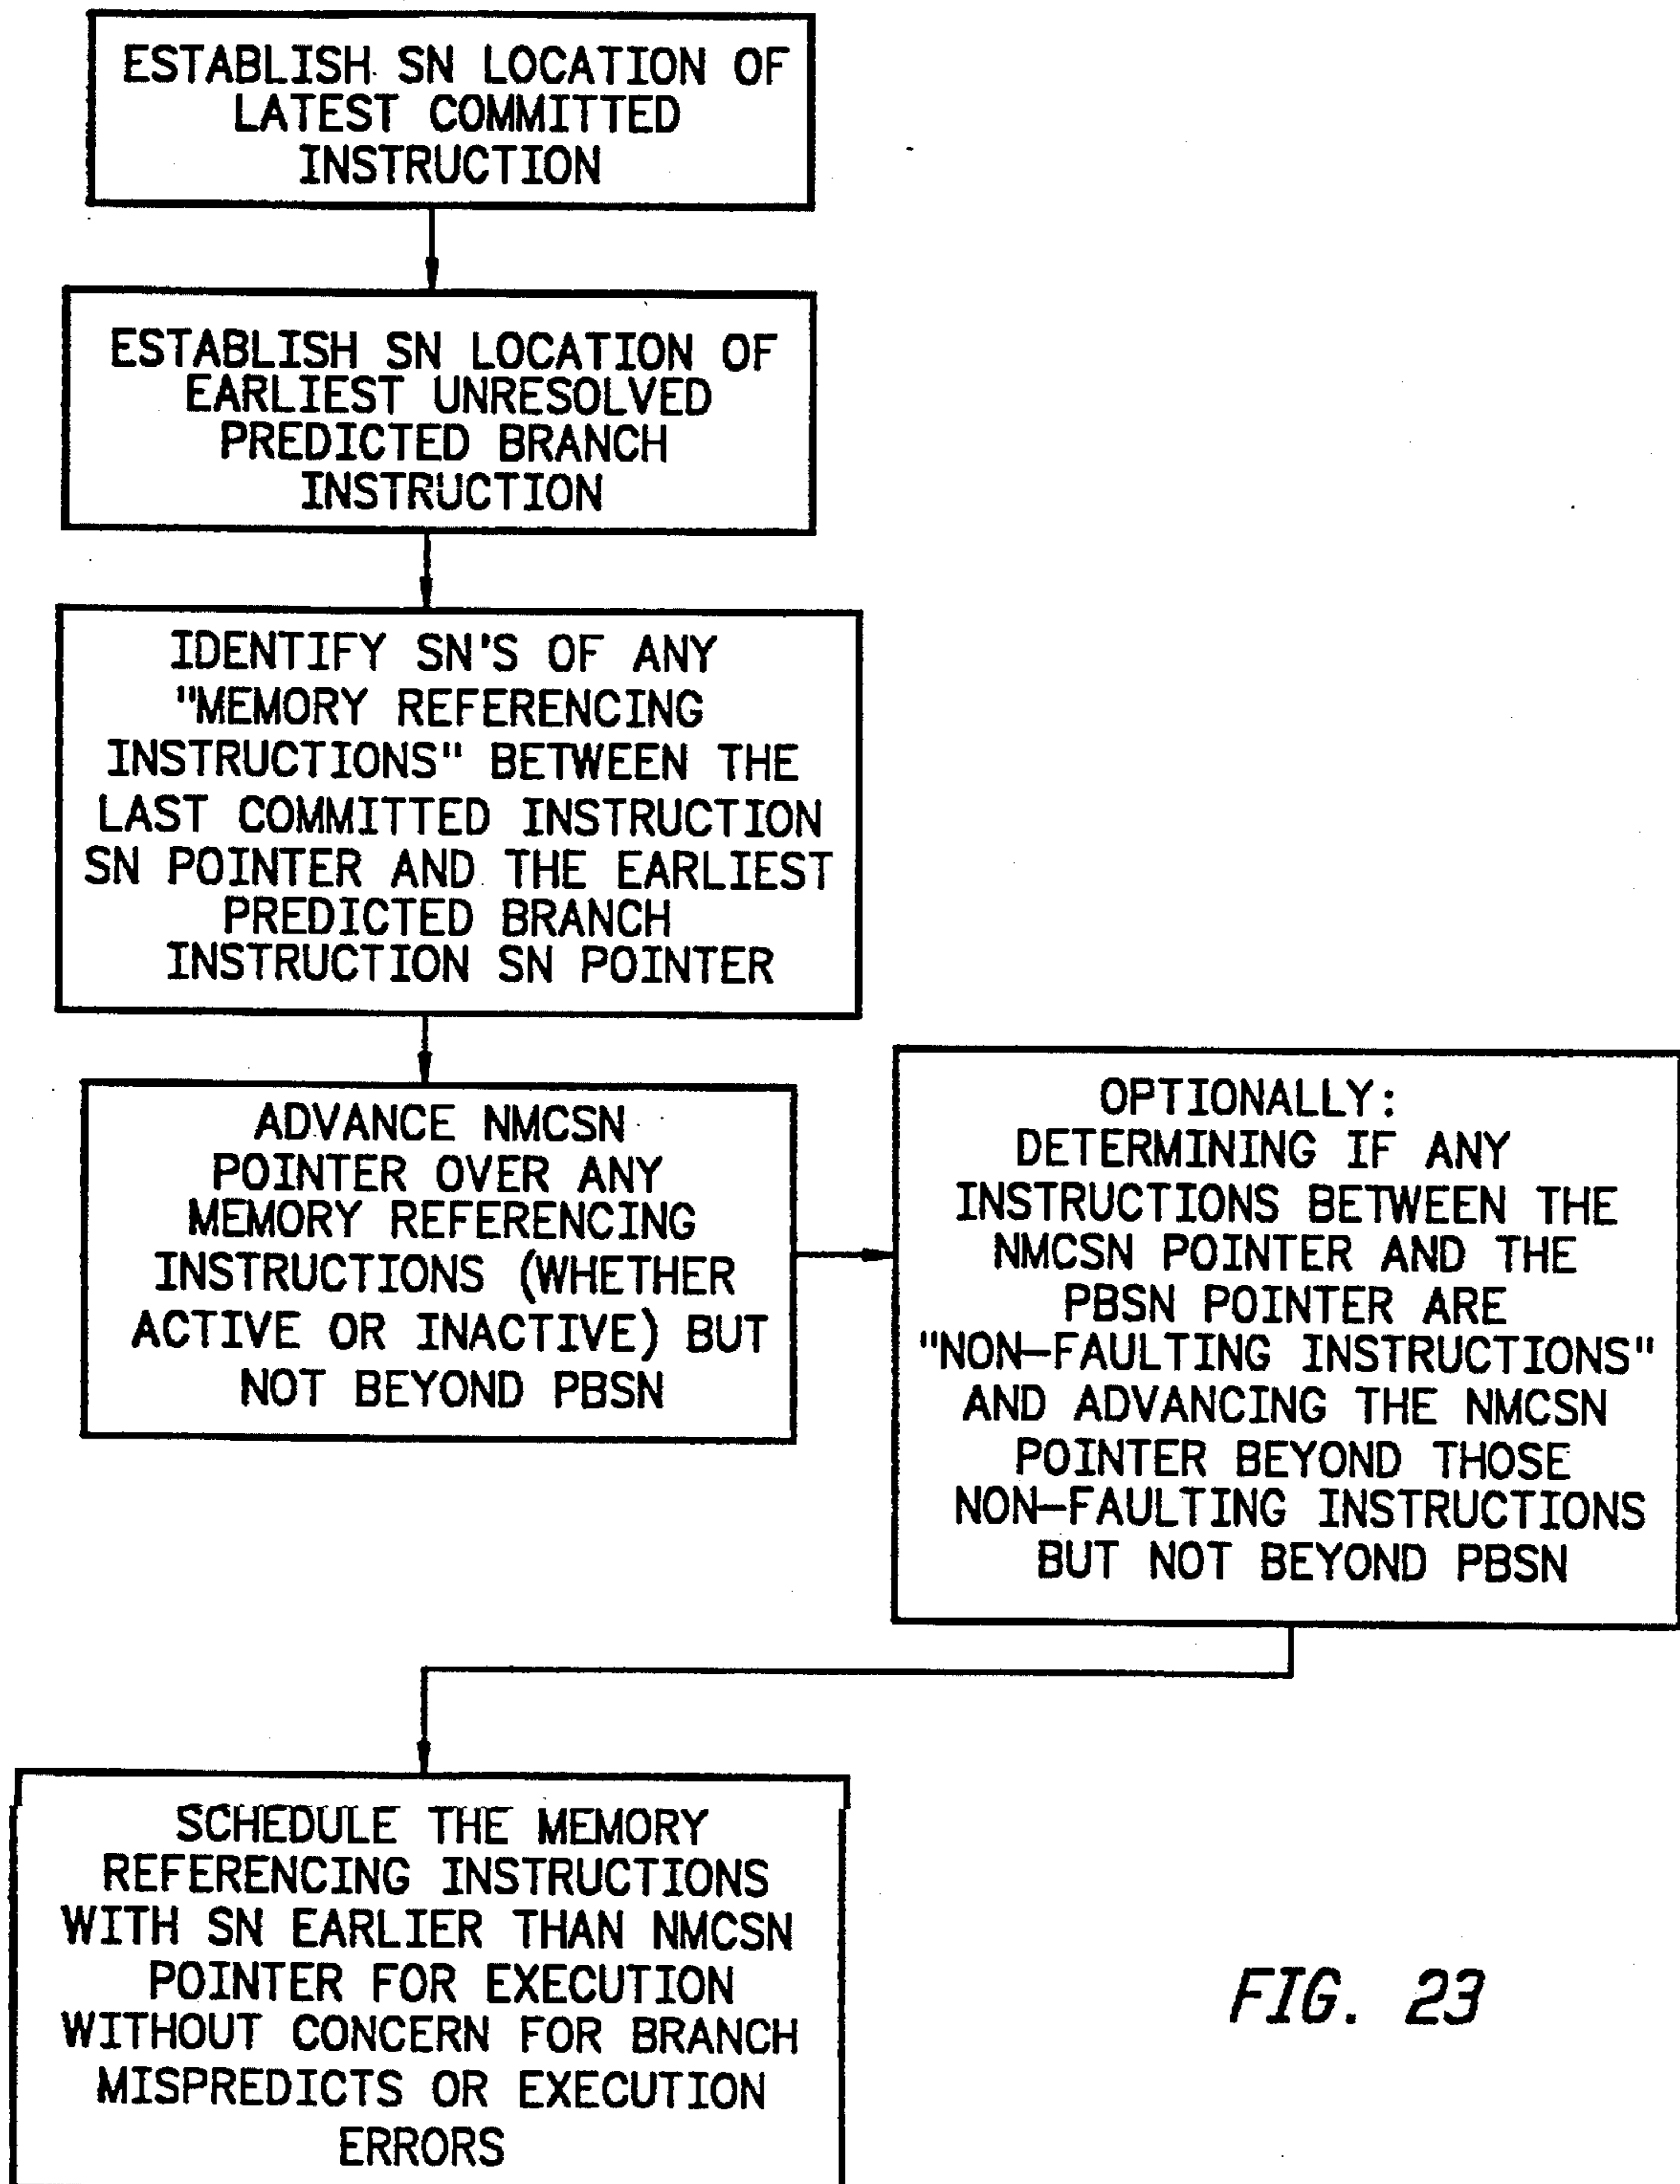 ESTABLISH SN LOCATION OF
LATEST COMMITTED
INSTRUCTION
ESTABLISH SN LOCATION OF
EARLIEST UNRESOLVED
PREDICTED BRANCH
INSTRUCTION
IDENTIFY SN'S OF ANY
"MEMORY REFERENCING
INSTRUCTIONS" BETWEEN THE
LAST COMMITTED INSTRUCTION
SN POINTER AND THE EARLIEST
PREDICTED BRANCH
INSTRUCTION SN POINTER
ADVANCE NMCSN
POINTER OVER ANY
MEMORY REFERENCING
INSTRUCTIONS (WHETHER
ACTIVE OR INACTIVE) BUT
NOT BEYOND PBSN
OPTIONALLY:
DETERMINING IF ANY
INSTRUCTIONS BETWEEN THE
NMCSN POINTER AND THE
PBSN POINTER ARE
"NON-FAULTING INSTRUCTIONS"
AND ADVANCING THE NMCSN
POINTER BEYOND THOSE
NON-FAULTING INSTRUCTIONS
BUT NOT BEYOND PBSN
SCHEDULE THE MEMORY
REFERENCING INSTRUCTIONS
WITH SN EARLIER THAN NMCSN
POINTER FOR EXECUTION
WITHOUT CONCERN FOR BRANCH
MISPREDICTS OR EXECUTION
ERRORS
FIG. 23